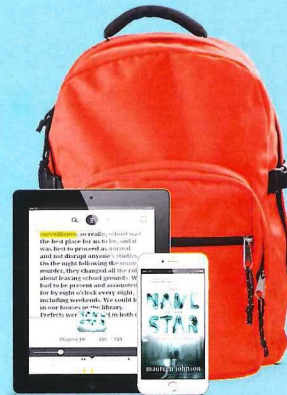 surveillance, so really, school was
the best place for us to be, and it
was best to proceed as normal
and not disrupt anyone's studies.
On the night following the second
murder, they changed all the rules
about leaving school grounds. We
had to be present and accounted
for by eight o'clock every night,
including weekends. We could be
in our houses or the library.
Prefects were in both
NAME
STAR
maureen johnson